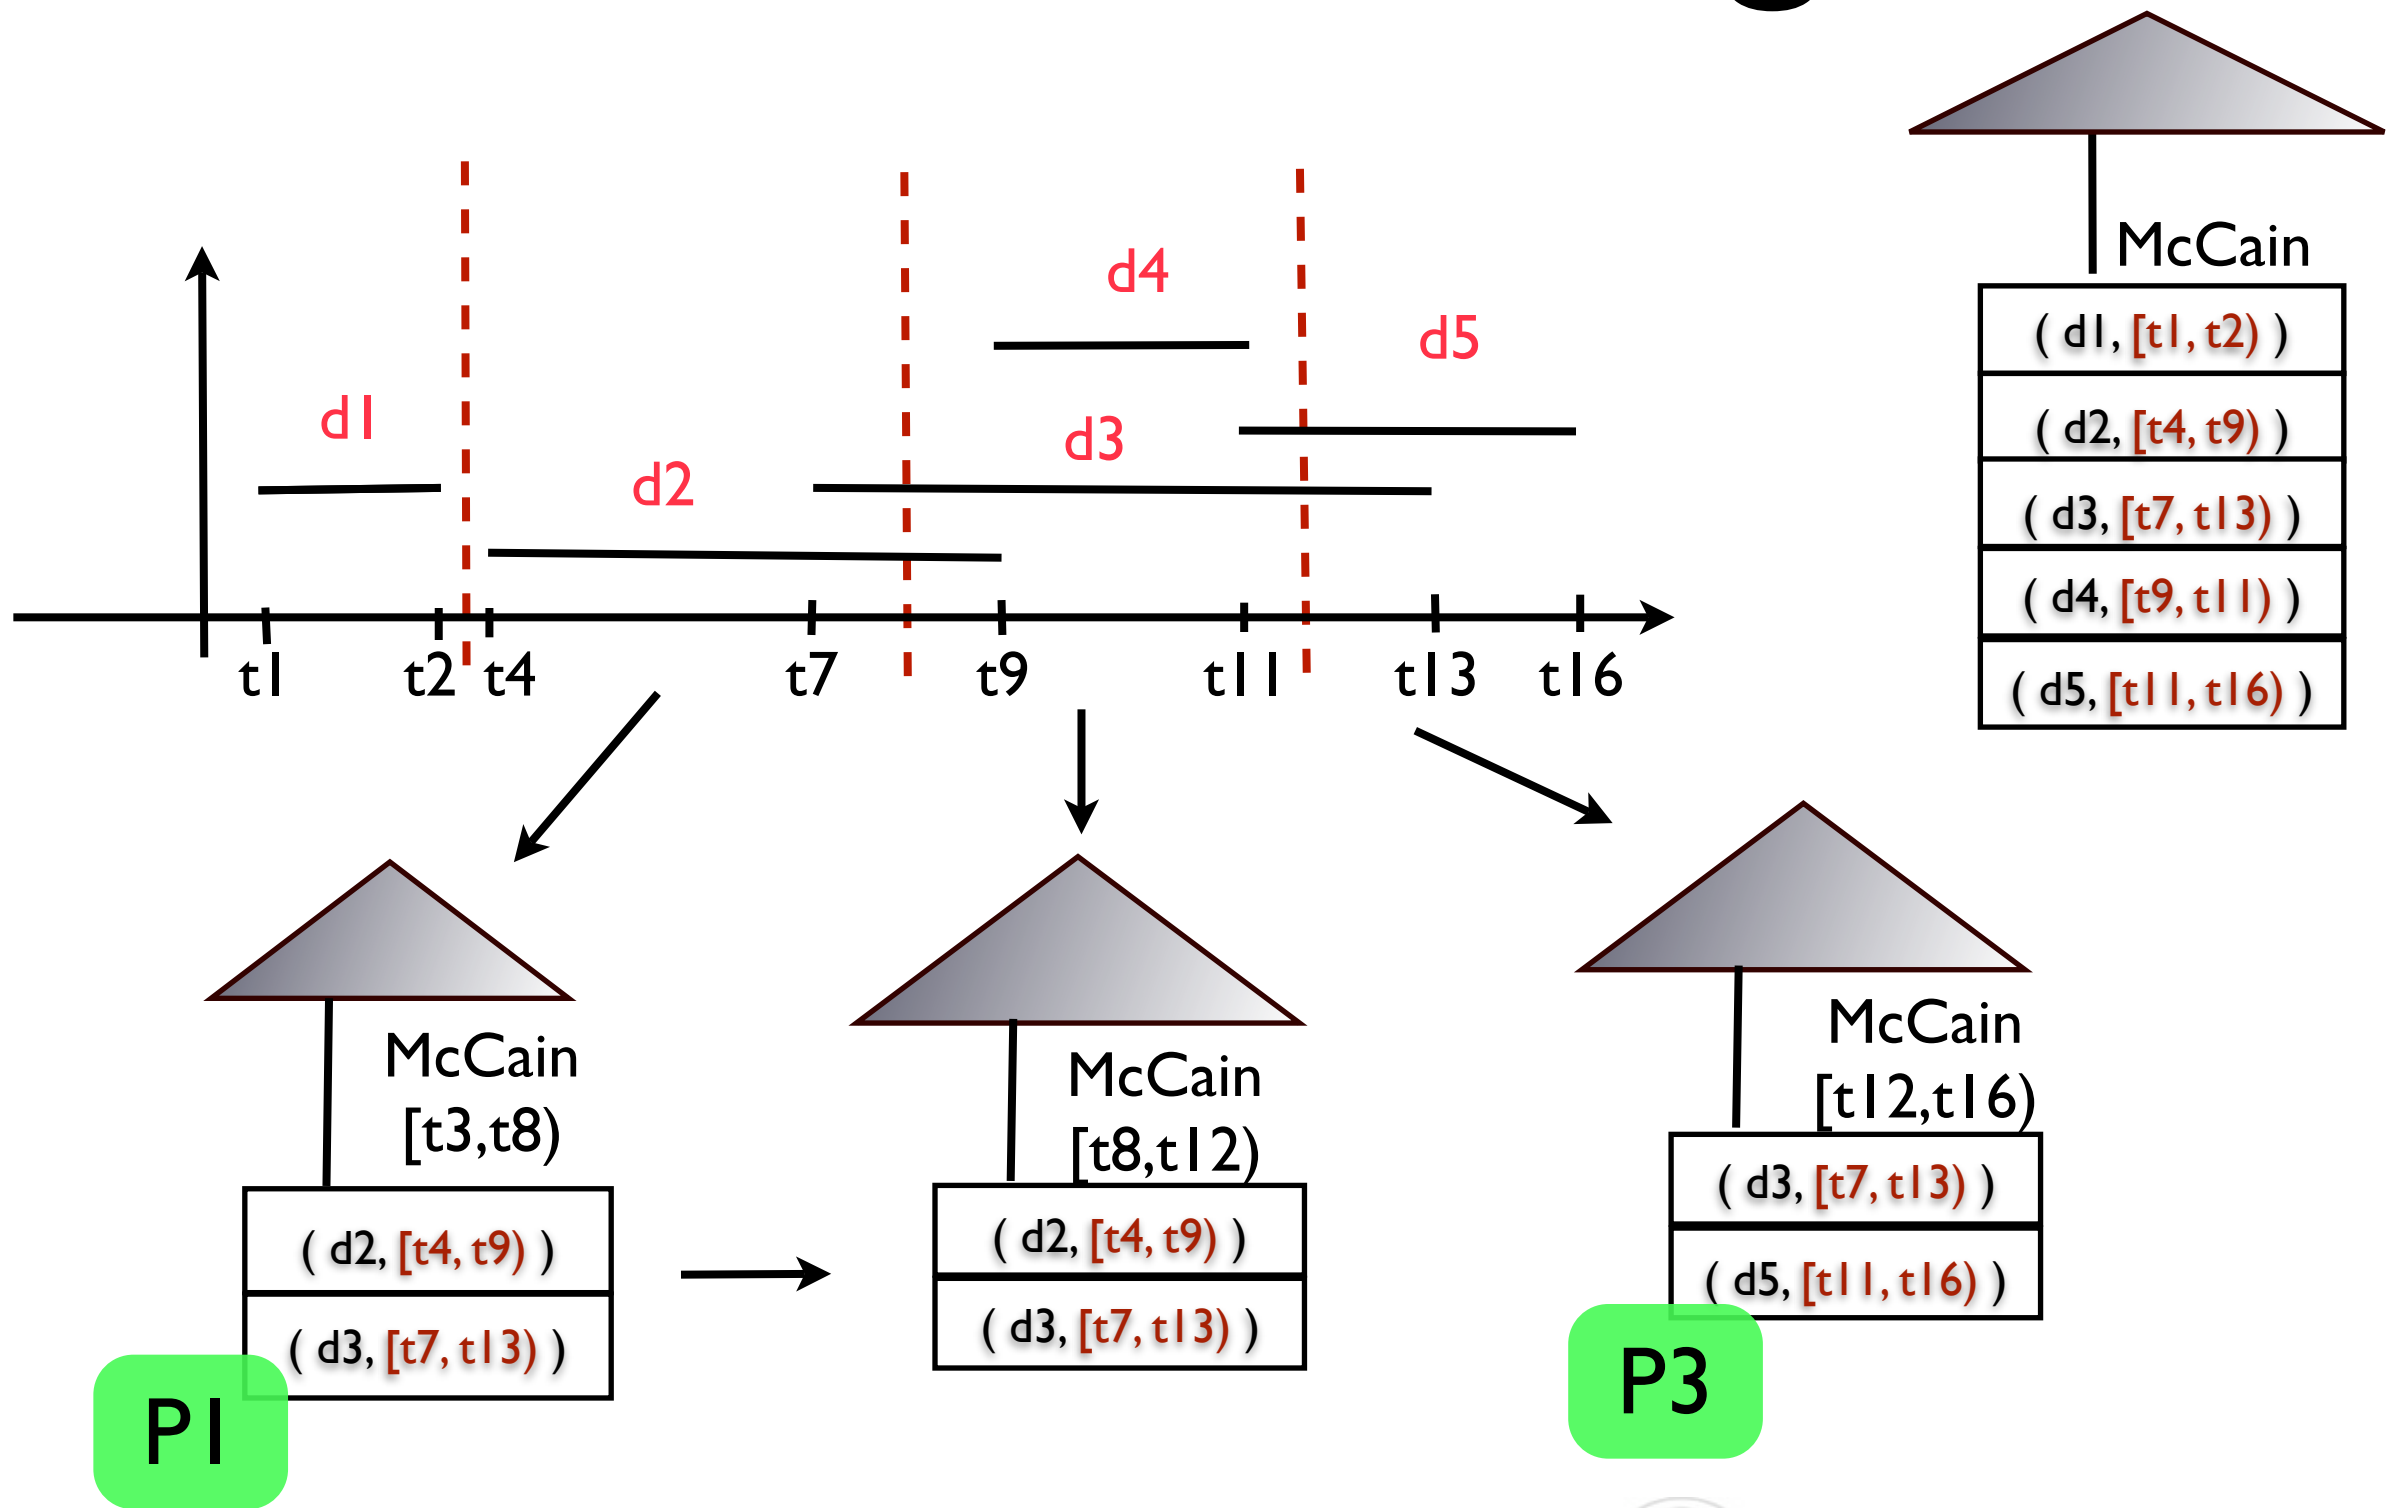 d4
d5
d1
d3
d2
t1 t2 t4 t7 t9 t11 t13 t16
McCain
( d1, [t1, t2) )
( d2, [t4, t9) )
( d3, [t7, t13) )
( d4, [t9, t11) )
( d5, [t11, t16) )
McCain
[t3,t8)
( d2, [t4, t9) )
( d3, [t7, t13) )
P1
McCain
[t8,t12)
( d2, [t4, t9) )
( d3, [t7, t13) )
McCain
[t12,t16)
( d3, [t7, t13) )
( d5, [t11, t16) )
P3